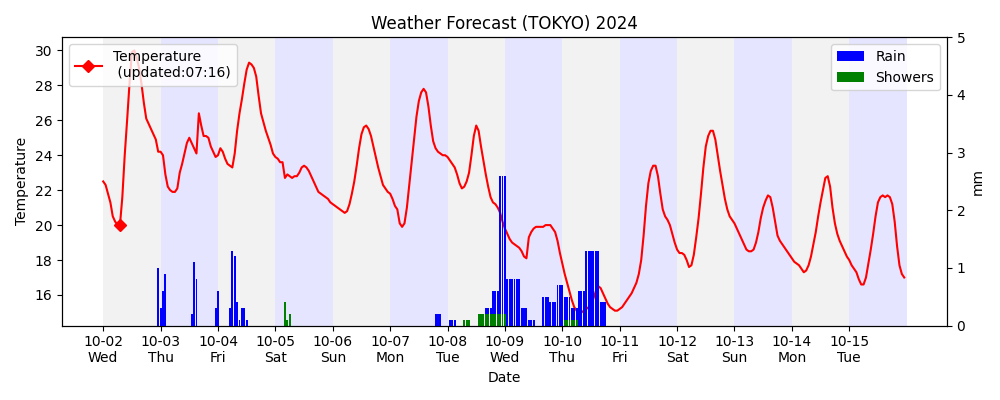 Weather Forecast (TOKYO) 2024
Temperature
(updated:07:16)
Rain
Showers
30
28
26
24
22
20
18
16
Temperature
5
4
3
2
1
0
mm
10-02 10-03 10-04 10-05 10-06 10-07 10-08 10-09 10-10 10-11 10-12 10-13 10-14 10-15
Wed Thu Fri Sat Sun Mon Tue Wed Thu Fri Sat Sun Mon Tue
Date